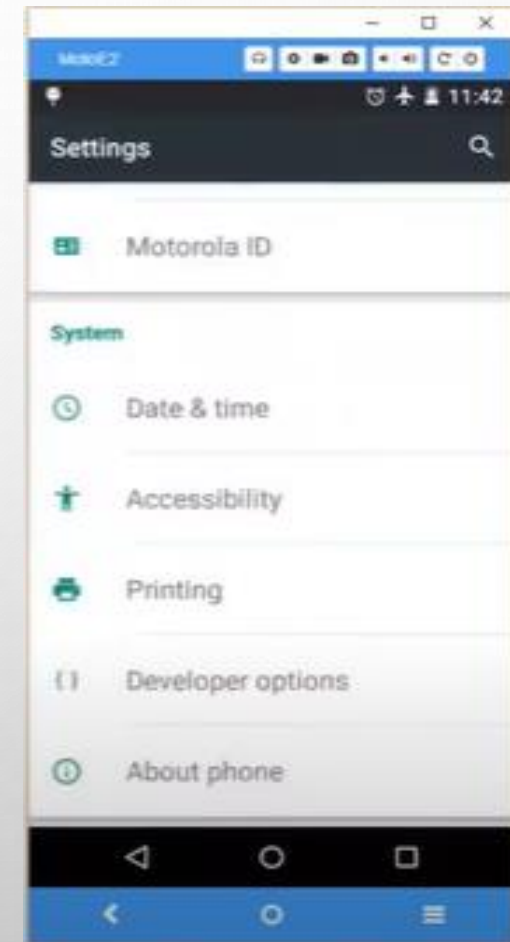 MotoE2
11:42
Settings
Motorola ID
System
Date & time
Accessibility
Printing
Developer options
About phone